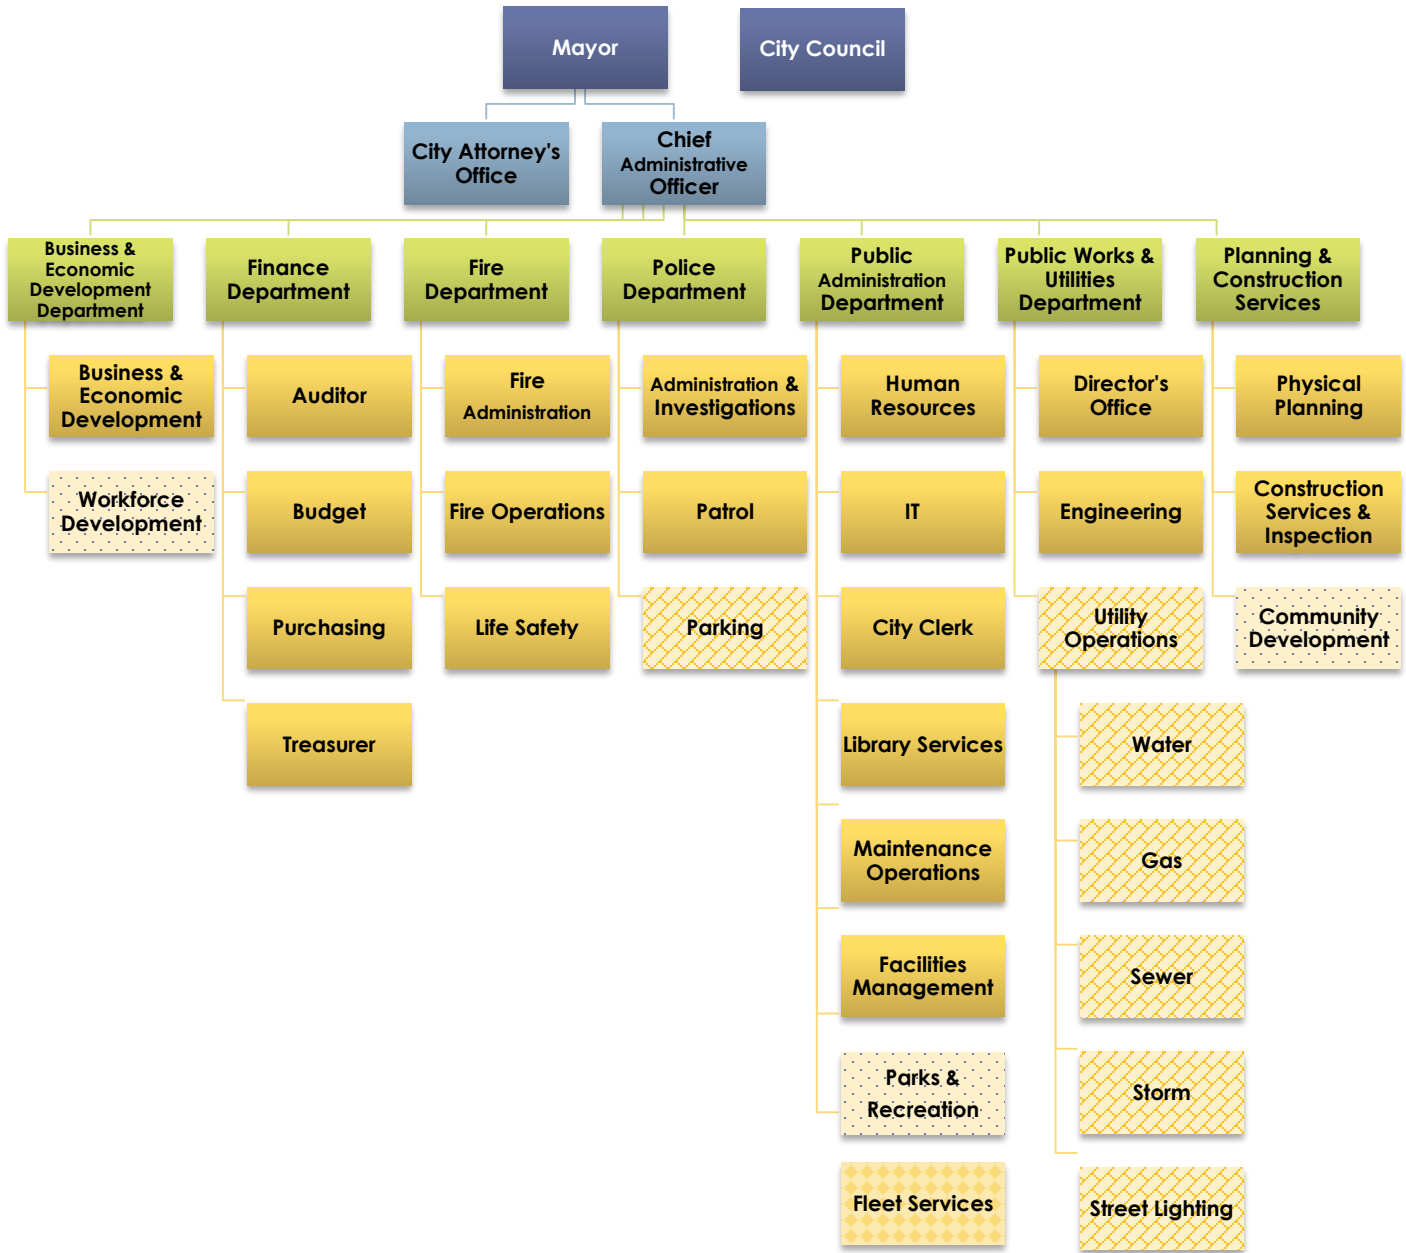 Mayor
City Council
City Attorney's
Office
Chief
Administrative
Officer
Business &
Economic
Development
Department
Finance
Department
Fire
Department
Police
Department
Public
Administration
Department
Public Works &
Utilities
Department
Planning &
Construction
Services
Business &
Economic
Development
Workforce
Development
Auditor
Budget
Purchasing
Treasurer
Fire
Administration
Fire Operations
Life Safety
Administration &
Investigations
Patrol
Parking
Human
Resources
IT
City Clerk
Library Services
Maintenance
Operations
Facilities
Management
Parks &
Recreation
Fleet Services
Director's
Office
Engineering
Utility
Operations
Water
Gas
Sewer
Storm
Street Lighting
Physical
Planning
Construction
Services &
Inspection
Community
Development